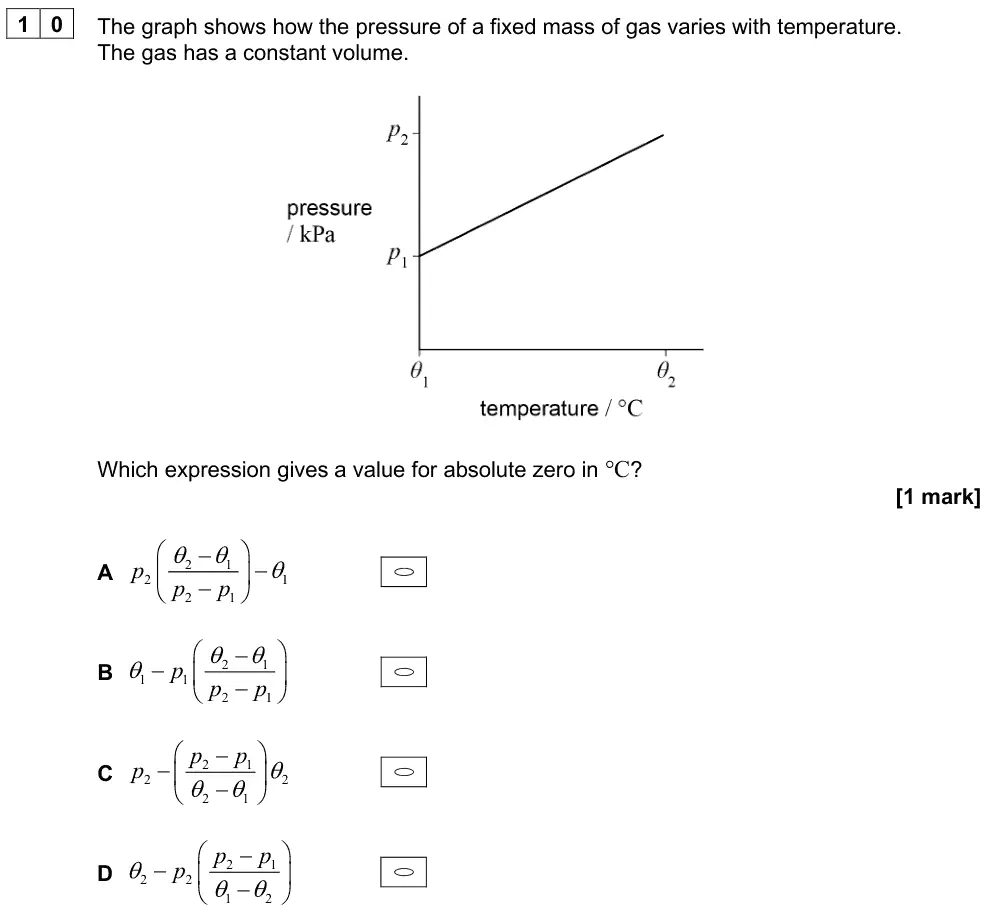 1 0 The graph shows how the pressure of a fixed mass of gas varies with temperature.
The gas has a constant volume.
p₂
pressure
/ kPa
p₁
θ₁ θ₂
temperature / °C
Which expression gives a value for absolute zero in °C?
[1 mark]
A p₂((θ₂ − θ₁)/(p₂ − p₁)) − θ₁
B θ₁ − p₁((θ₂ − θ₁)/(p₂ − p₁))
C p₂ − ((p₂ − p₁)/(θ₂ − θ₁))θ₂
D θ₂ − p₂((p₂ − p₁)/(θ₁ − θ₂))